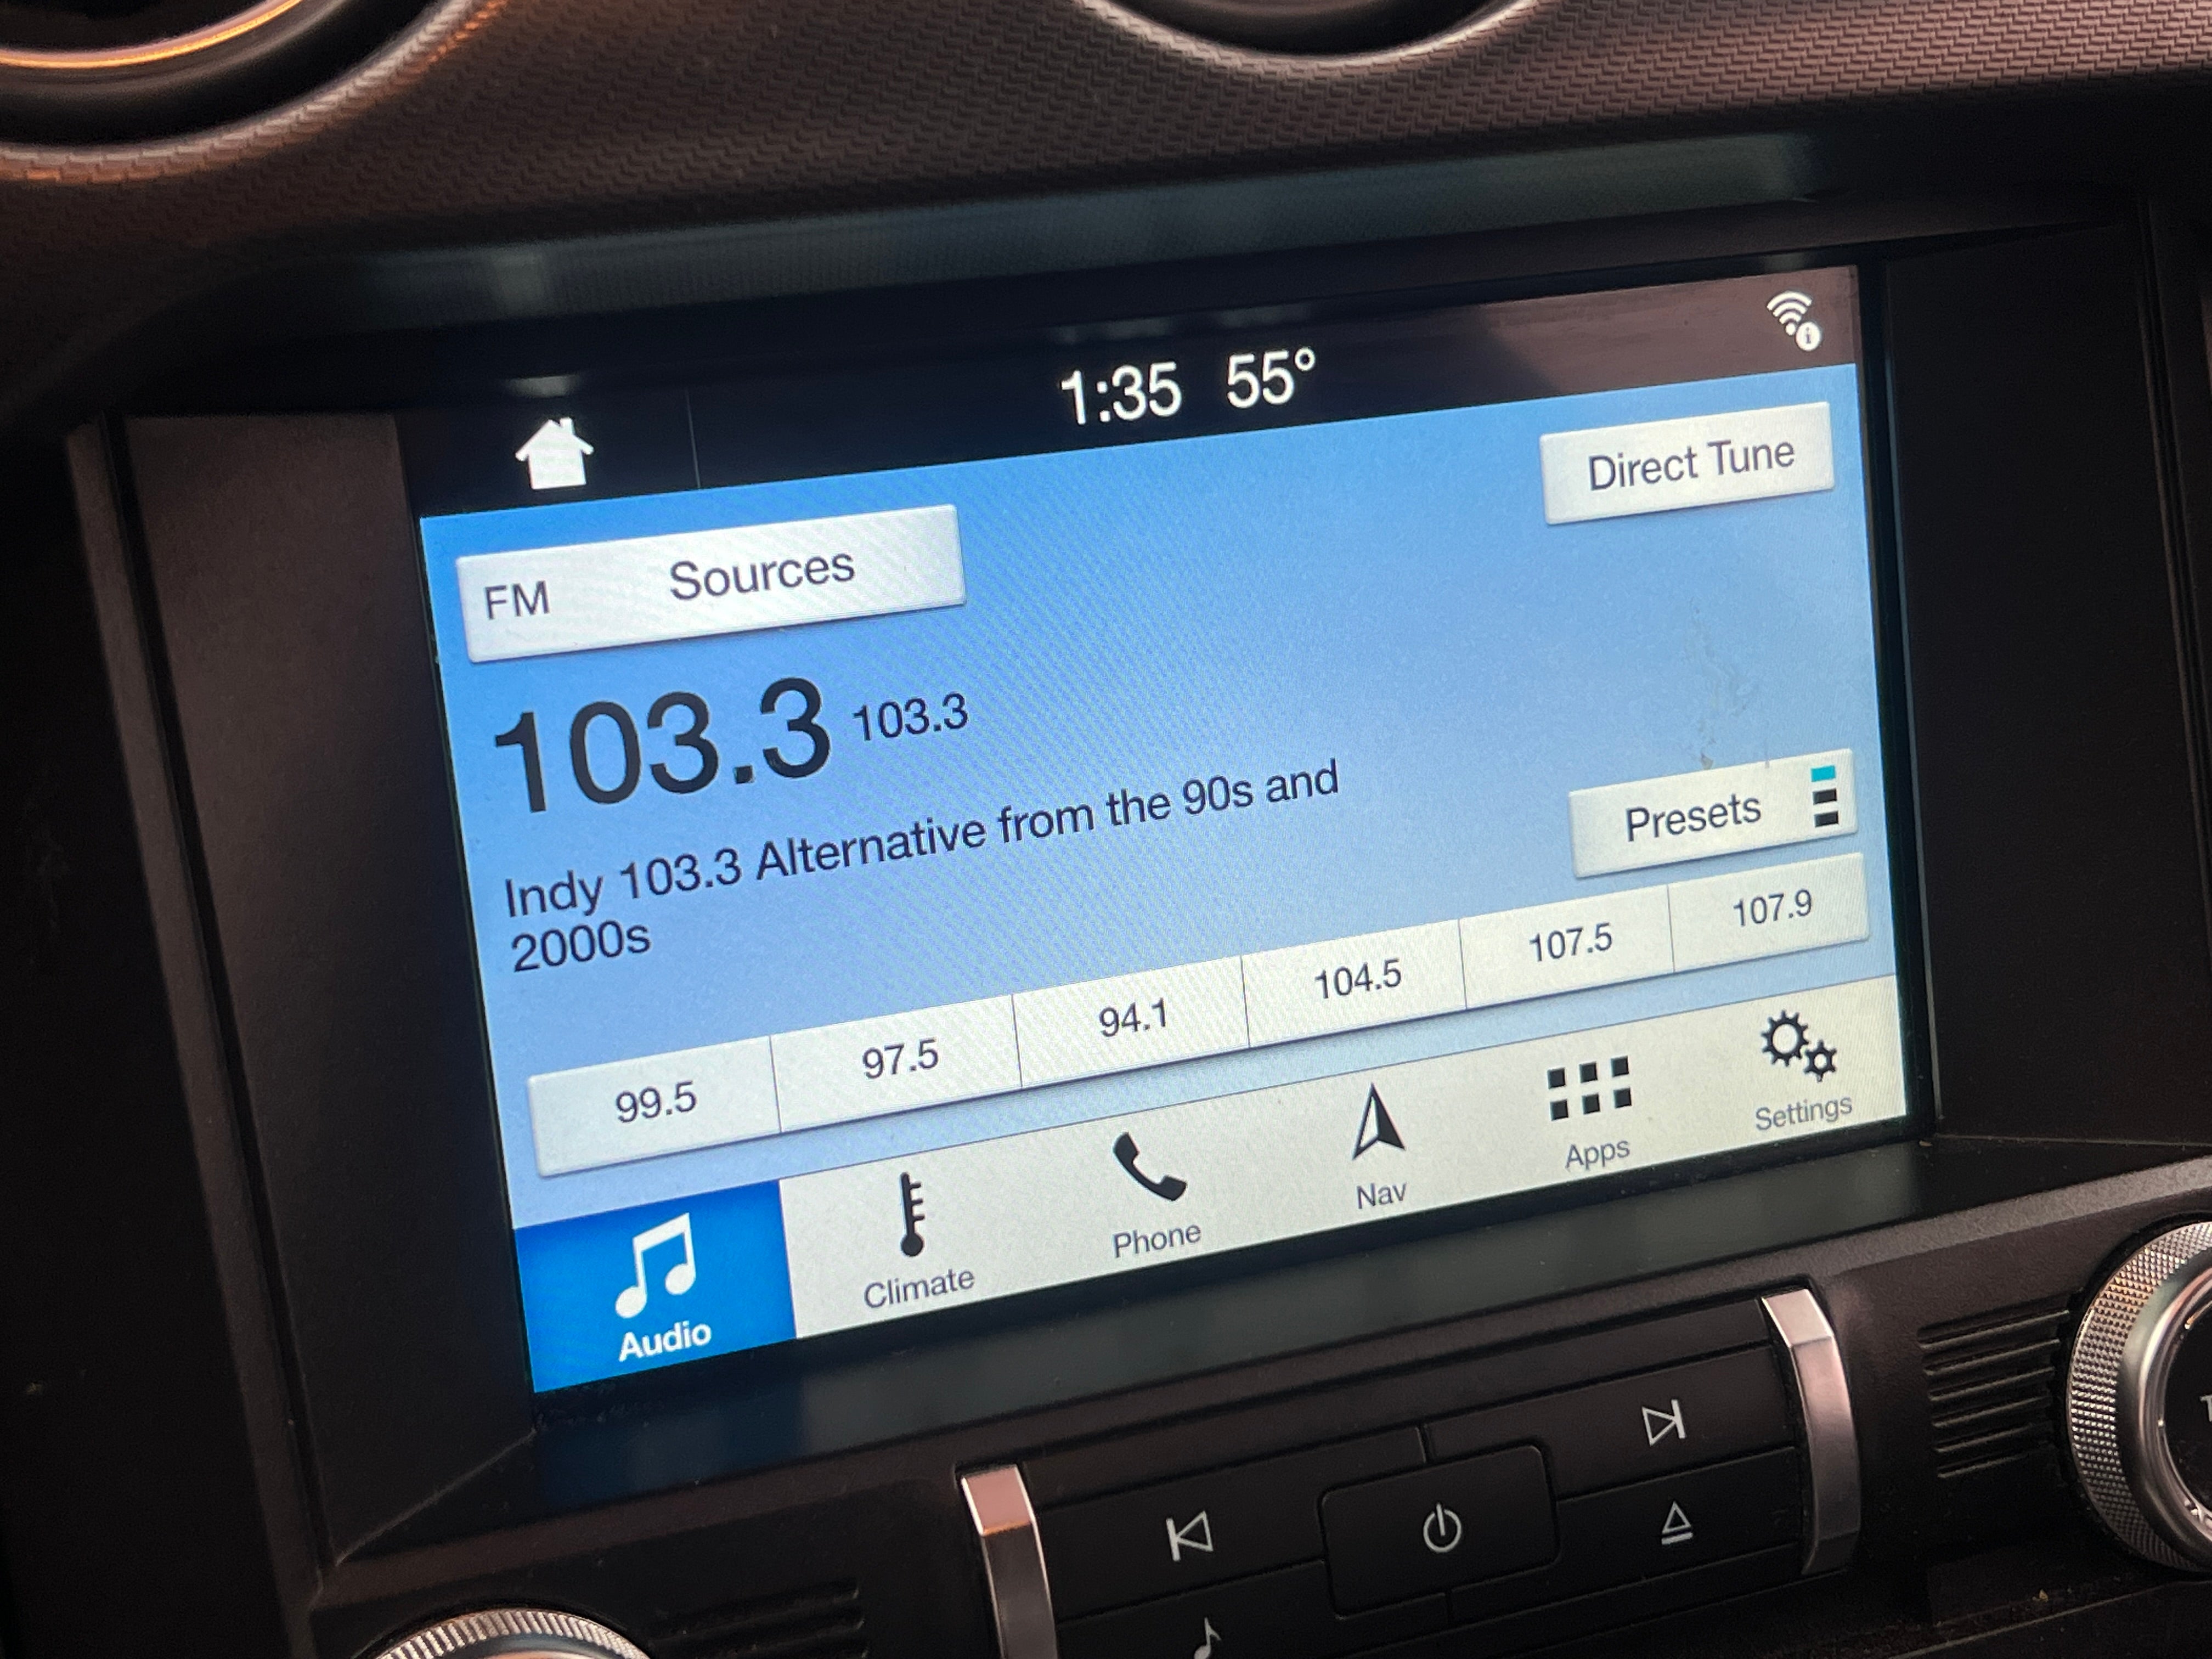 1:35 55°
Direct Tune
FM Sources
103.3 103.3
Indy 103.3 Alternative from the 90s and
2000s
Presets
99.5 97.5 94.1 104.5 107.5 107.9
Audio Climate Phone Nav Apps Settings